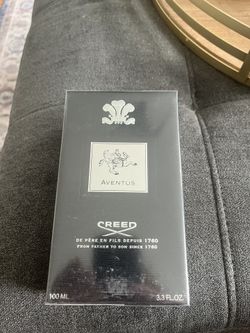 AVENTUS
CREED
DE PÈRE EN FILS DEPUIS 1760
FROM FATHER TO SON SINCE 1760
100 ML 3.3 FL.OZ